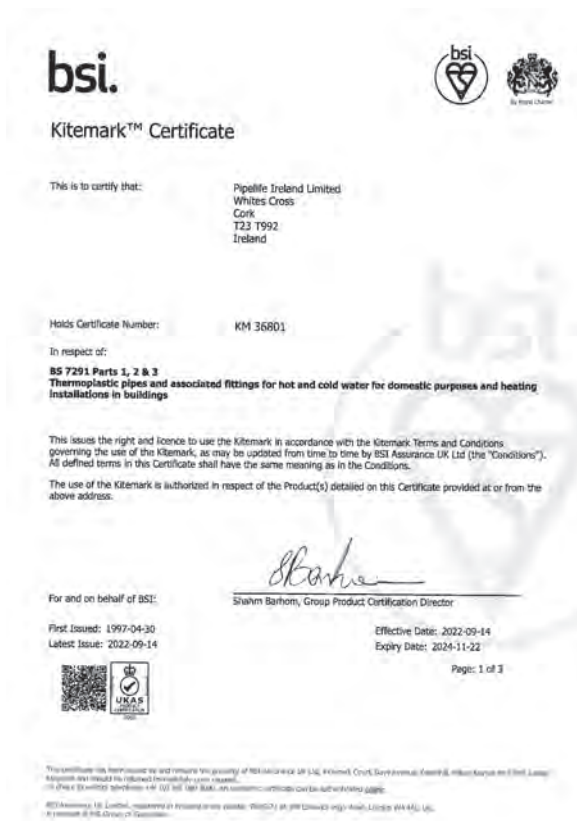 bsi.
bsi
By Royal Charter
Kitemark™ Certificate
This is to certify that:
Pipelife Ireland Limited
Whites Cross
Cork
T23 T992
Ireland
Holds Certificate Number:
KM 36801
In respect of:
BS 7291 Parts 1, 2 & 3
Thermoplastic pipes and associated fittings for hot and cold water for domestic purposes and heating
installations in buildings
This issues the right and licence to use the Kitemark in accordance with the Kitemark Terms and Conditions
governing the use of the Kitemark, as may be updated from time to time by BSI Assurance UK Ltd (the "Conditions").
All defined terms in this Certificate shall have the same meaning as in the Conditions.
The use of the Kitemark is authorized in respect of the Product(s) detailed on this Certificate provided at or from the
above address.
For and on behalf of BSI:
Shahm Barhom, Group Product Certification Director
First Issued: 1997-04-30
Effective Date: 2022-09-14
Latest Issue: 2022-09-14
Expiry Date: 2024-11-22
Page: 1 of 3
UKAS
bsi